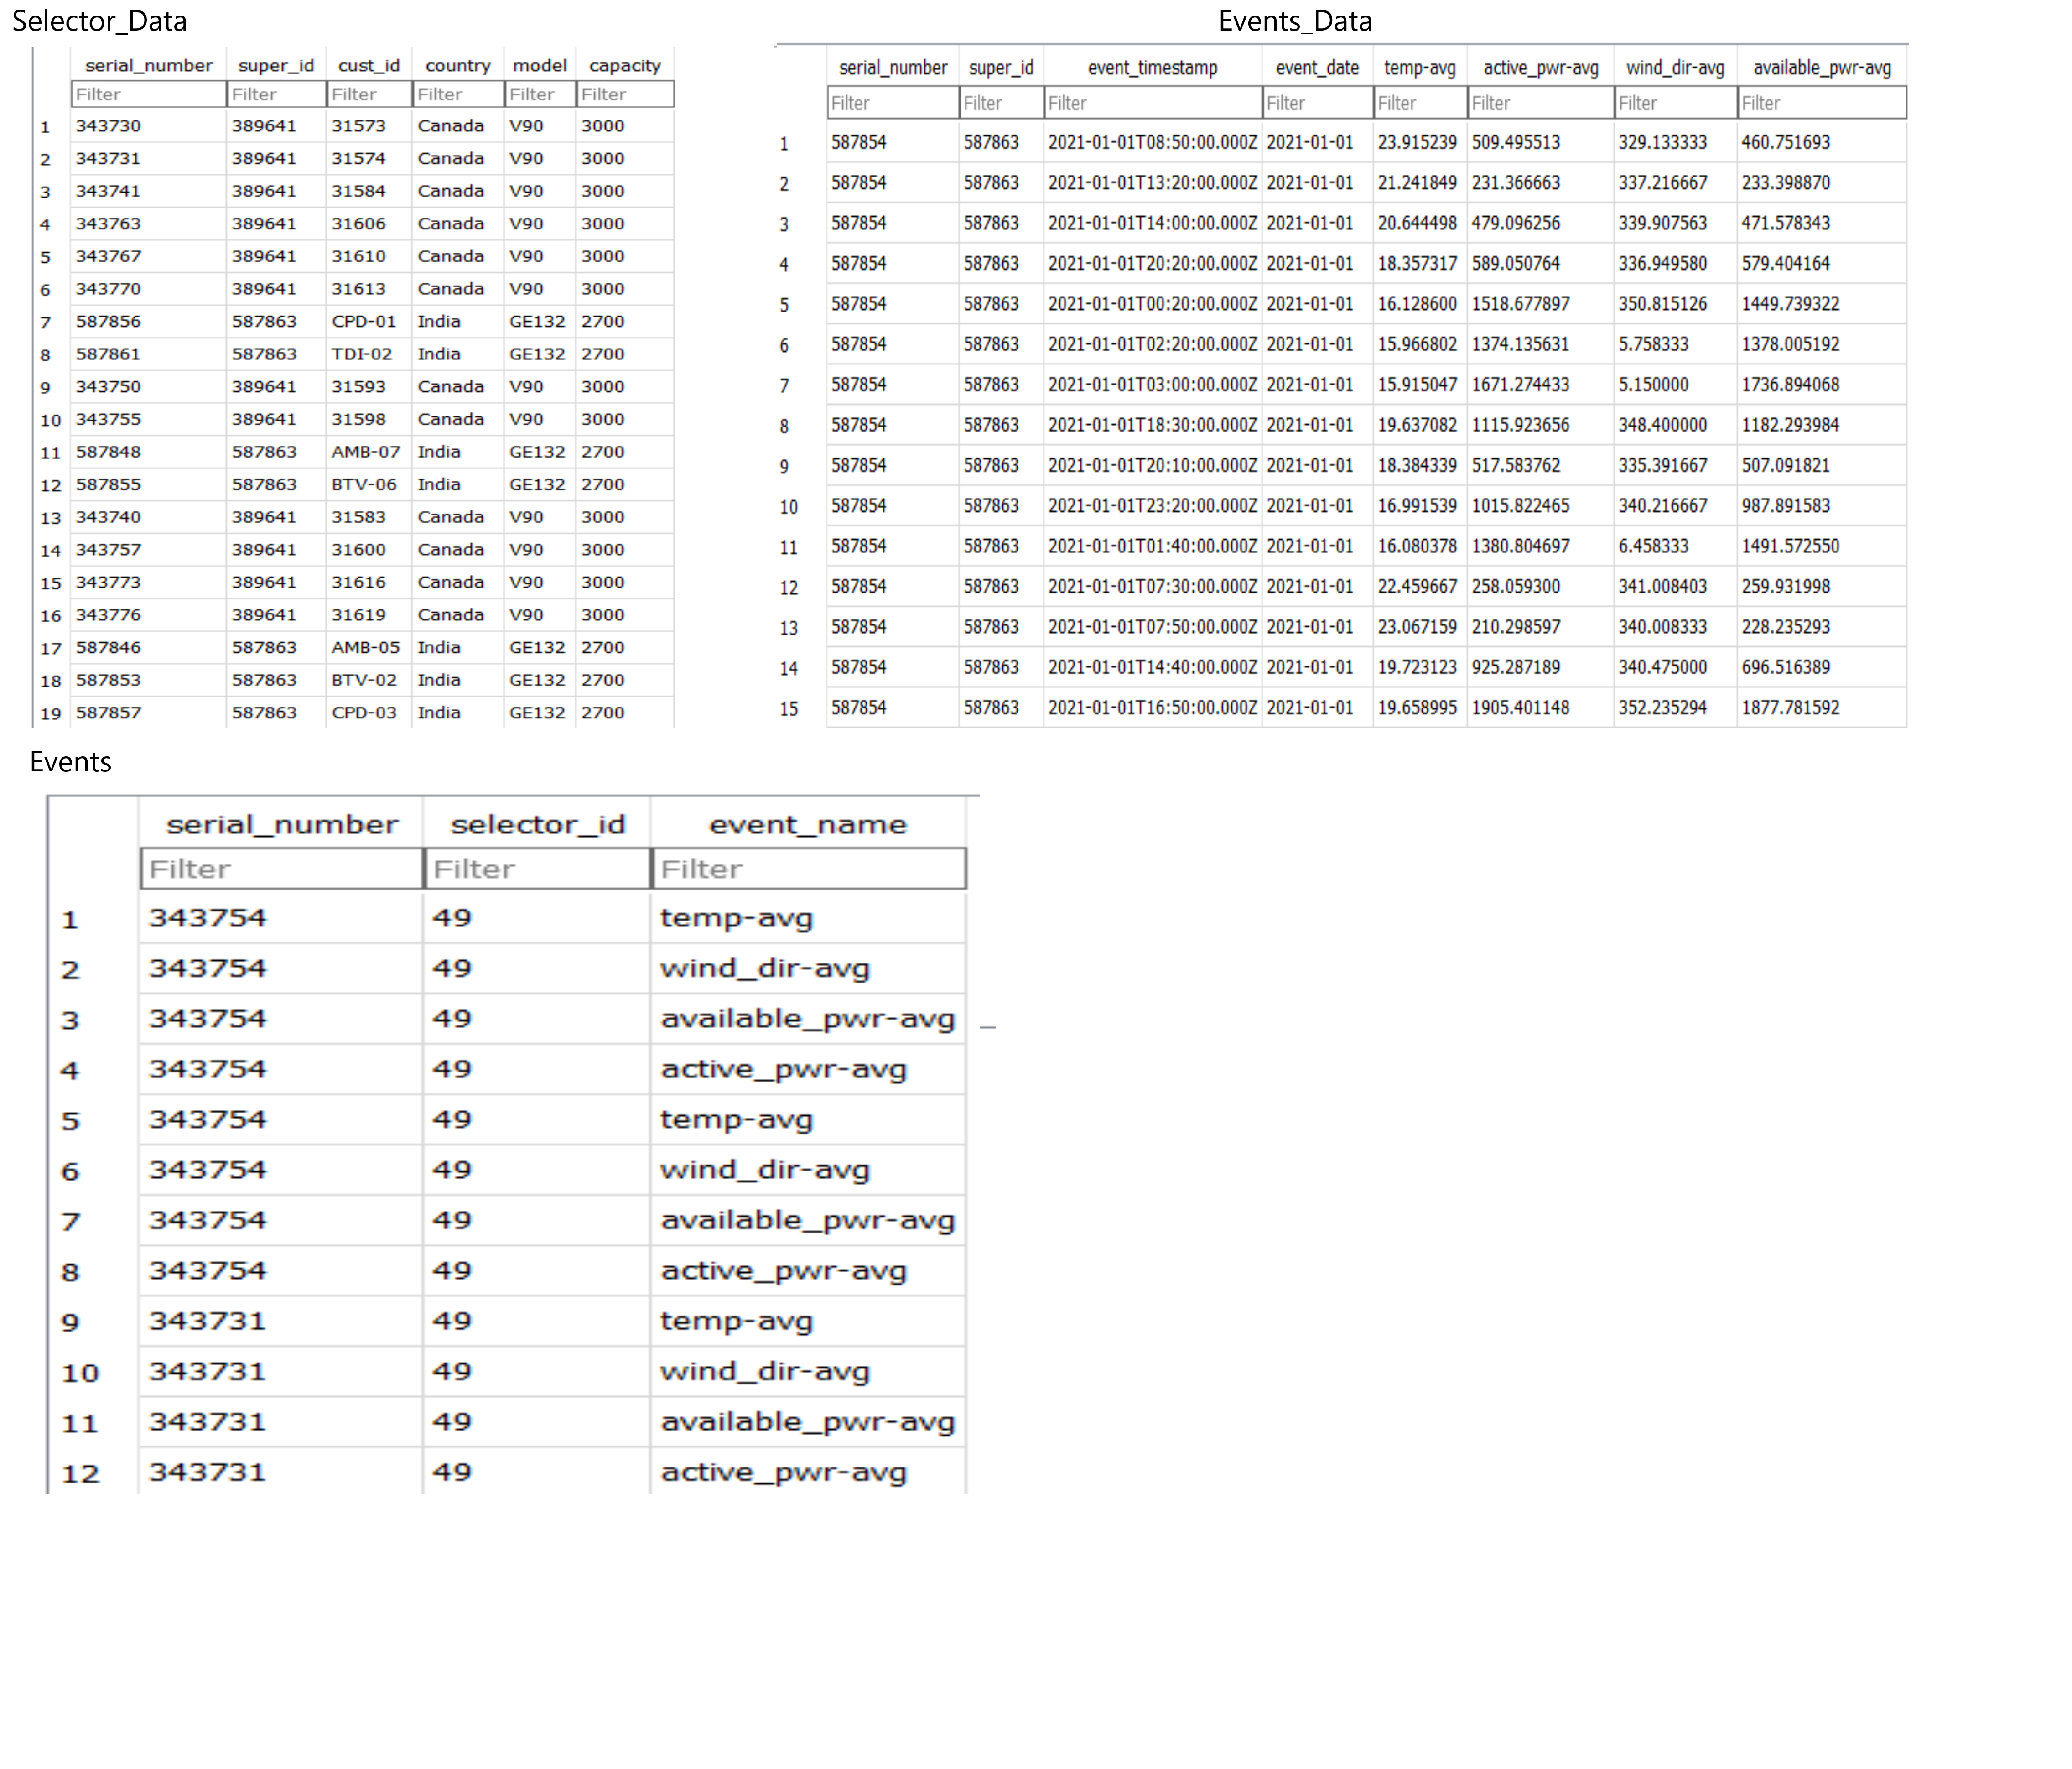 Selector_Data
serial_number super_id cust_id country model capacity
Filter Filter Filter Filter Filter Filter
1 343730 389641 31573 Canada V90 3000
2 343731 389641 31574 Canada V90 3000
3 343741 389641 31584 Canada V90 3000
4 343763 389641 31606 Canada V90 3000
5 343767 389641 31610 Canada V90 3000
6 343770 389641 31613 Canada V90 3000
7 587856 587863 CPD-01 India GE132 2700
8 587861 587863 TDI-02 India GE132 2700
9 343750 389641 31593 Canada V90 3000
10 343755 389641 31598 Canada V90 3000
11 587848 587863 AMB-07 India GE132 2700
12 587855 587863 BTV-06 India GE132 2700
13 343740 389641 31583 Canada V90 3000
14 343757 389641 31600 Canada V90 3000
15 343773 389641 31616 Canada V90 3000
16 343776 389641 31619 Canada V90 3000
17 587846 587863 AMB-05 India GE132 2700
18 587853 587863 BTV-02 India GE132 2700
19 587857 587863 CPD-03 India GE132 2700
Events_Data
serial_number super_id event_timestamp event_date temp-avg active_pwr-avg wind_dir-avg available_pwr-avg
Filter Filter Filter Filter Filter Filter Filter Filter
1 587854 587863 2021-01-01T08:50:00.000Z 2021-01-01 23.915239 509.495513 329.133333 460.751693
2 587854 587863 2021-01-01T13:20:00.000Z 2021-01-01 21.241849 231.366663 337.216667 233.398870
3 587854 587863 2021-01-01T14:00:00.000Z 2021-01-01 20.644498 479.096256 339.907563 471.578343
4 587854 587863 2021-01-01T20:20:00.000Z 2021-01-01 18.357317 589.050764 336.949580 579.404164
5 587854 587863 2021-01-01T00:20:00.000Z 2021-01-01 16.128600 1518.677897 350.815126 1449.739322
6 587854 587863 2021-01-01T02:20:00.000Z 2021-01-01 15.966802 1374.135631 5.758333 1378.005192
7 587854 587863 2021-01-01T03:00:00.000Z 2021-01-01 15.915047 1671.274433 5.150000 1736.894068
8 587854 587863 2021-01-01T18:30:00.000Z 2021-01-01 19.637082 1115.923656 348.400000 1182.293984
9 587854 587863 2021-01-01T20:10:00.000Z 2021-01-01 18.384339 517.583762 335.391667 507.091821
10 587854 587863 2021-01-01T23:20:00.000Z 2021-01-01 16.991539 1015.822465 340.216667 987.891583
11 587854 587863 2021-01-01T01:40:00.000Z 2021-01-01 16.080378 1380.804697 6.458333 1491.572550
12 587854 587863 2021-01-01T07:30:00.000Z 2021-01-01 22.459667 258.059300 341.008403 259.931998
13 587854 587863 2021-01-01T07:50:00.000Z 2021-01-01 23.067159 210.298597 340.008333 228.235293
14 587854 587863 2021-01-01T14:40:00.000Z 2021-01-01 19.723123 925.287189 340.475000 696.516389
15 587854 587863 2021-01-01T16:50:00.000Z 2021-01-01 19.658995 1905.401148 352.235294 1877.781592
Events
serial_number selector_id event_name
Filter Filter Filter
1 343754 49 temp-avg
2 343754 49 wind_dir-avg
3 343754 49 available_pwr-avg
4 343754 49 active_pwr-avg
5 343754 49 temp-avg
6 343754 49 wind_dir-avg
7 343754 49 available_pwr-avg
8 343754 49 active_pwr-avg
9 343731 49 temp-avg
10 343731 49 wind_dir-avg
11 343731 49 available_pwr-avg
12 343731 49 active_pwr-avg